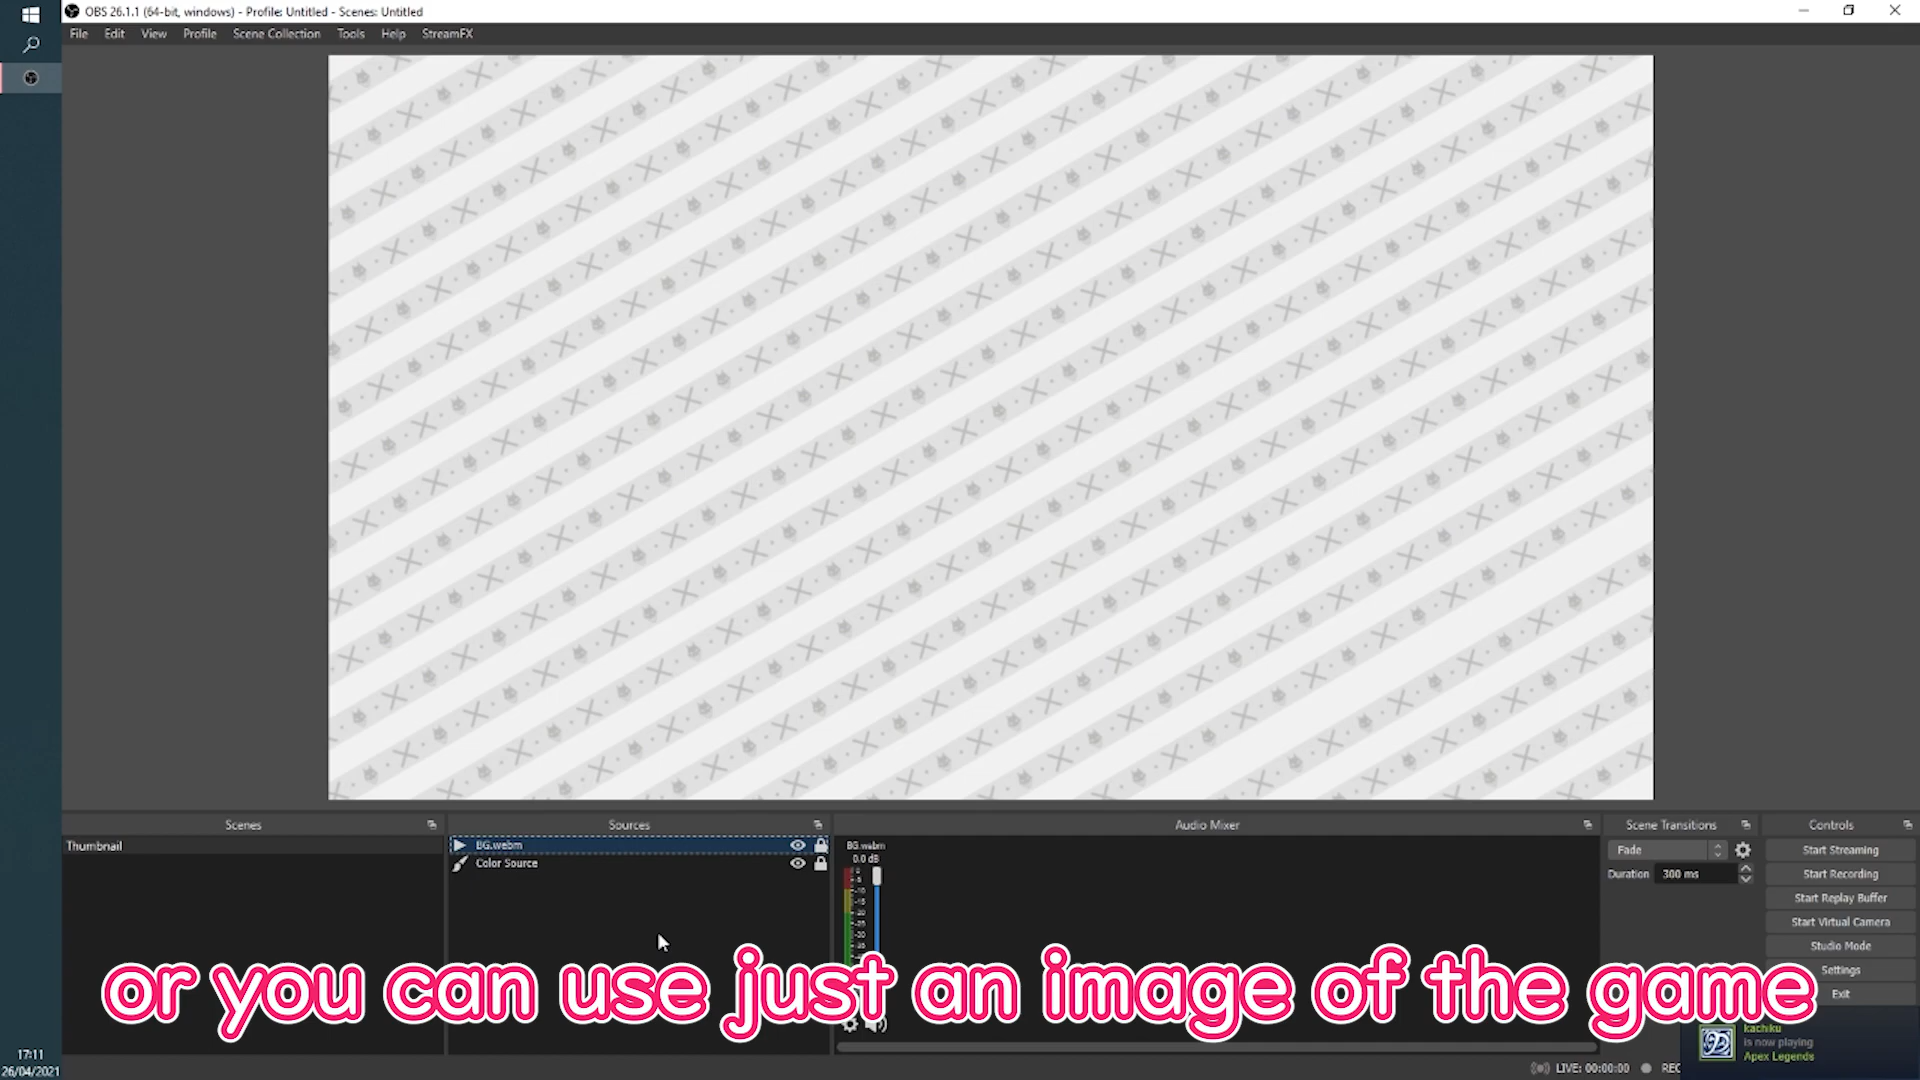 OBS 26.1.1 (64-bit, windows) - Profile: Untitled - Scenes: Untitled
File Edit View Profile Scene Collection Tools Help StreamFX
Scenes
Sources
Audio Mixer
Scene Transitions
Controls
Thumbnail
BG.webm
Color Source
BG.webm
0.0 dB
Fade
Duration 300 ms
Start Streaming
Start Recording
Start Replay Buffer
Start Virtual Camera
Studio Mode
Settings
Exit
or you can use just an image of the game
kachiku
is now playing
Apex Legends
17:11
26/04/2021
LIVE: 00:00:00
REC